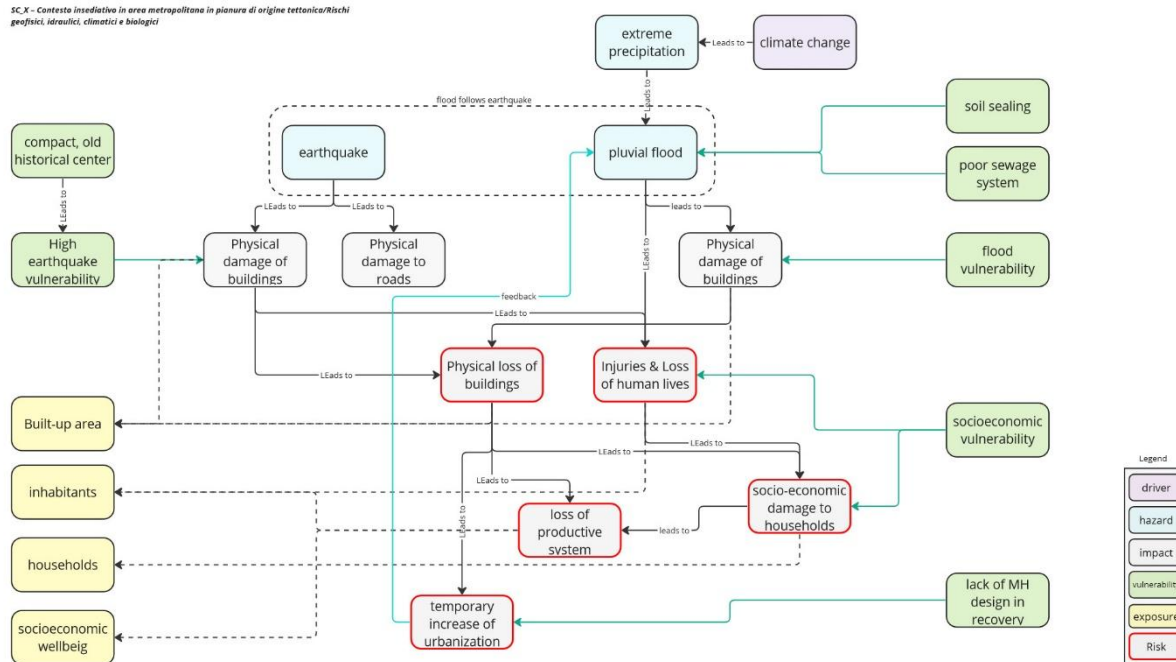 SC_X – Contesto insediativo in area metropolitana in pianura di origine tettonica/Rischi
geofisici, idraulici, climatici e biologici
extreme
precipitation
Leads to
climate change
Leads to
flood follows earthquake
soil sealing
compact, old
historical center
earthquake
pluvial flood
poor sewage
system
LEads to
LEads to
LEads to
leads to
High
earthquake
vulnerability
Physical
damage of
buildings
Physical
damage to
roads
LEads to
Physical
damage of
buildings
flood
vulnerability
feedback
LEads to
Physical loss of
buildings
Injuries & Loss
of human lives
LEads to
Built-up area
socioeconomic
vulnerability
LEads to
LEads to
Legend
inhabitants
LEads to
socio-economic
damage to
households
driver
loss of
productive
system
leads to
hazard
LEads to
households
impact
lack of MH
design in
recovery
vulnerability
temporary
increase of
urbanization
exposure
socioeconomic
wellbeig
Risk